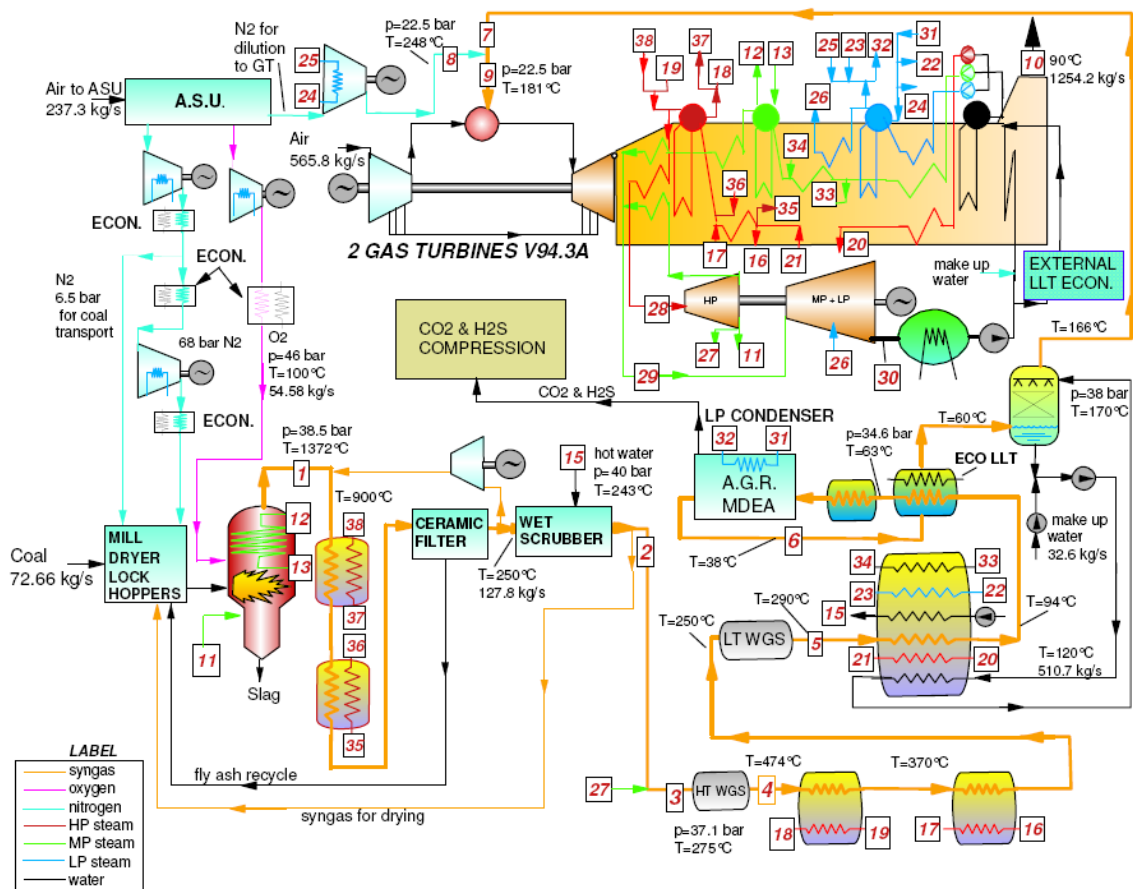 N2 for
dilution
to GT
25
24
p=22.5 bar
T=248°C
8
7
9
p=22.5 bar
T=181°C
Air to ASU
237.3 kg/s
A.S.U.
Air
565.8 kg/s
2 GAS TURBINES V94.3A
38
19
37
18
12
13
25
23
32
31
22
24
26
10
90°C
1254.2 kg/s
34
33
36
35
17
16
21
20
make up
water
EXTERNAL
LLT ECON.
28
HP
MP + LP
27
11
29
26
30
ECON.
ECON.
N2
6.5 bar
for coal
transport
68 bar N2
O2
p=46 bar
T=100°C
54.58 kg/s
ECON.
CO2 & H2S
COMPRESSION
CO2 & H2S
T=166°C
p=38 bar
T=170°C
T=60°C
LP CONDENSER
32
31
A.G.R.
MDEA
p=34.6 bar
T=63°C
ECO LLT
6
T=38°C
make up
water
32.6 kg/s
p=38.5 bar
T=1372°C
1
T=900°C
38
37
36
35
12
13
11
Slag
Coal
72.66 kg/s
MILL
DRYER
LOCK
HOPPERS
CERAMIC
FILTER
T=250°C
127.8 kg/s
WET
SCRUBBER
15
hot water
p= 40 bar
T=243°C
2
34
33
23
22
15
21
20
T=94°C
T=120°C
510.7 kg/s
T=250°C
LT WGS
T=290°C
5
fly ash recycle
syngas for drying
27
3
HT WGS
p=37.1 bar
T=275°C
T=474°C
4
T=370°C
18
19
17
16
LABEL
syngas
oxygen
nitrogen
HP steam
MP steam
LP steam
water